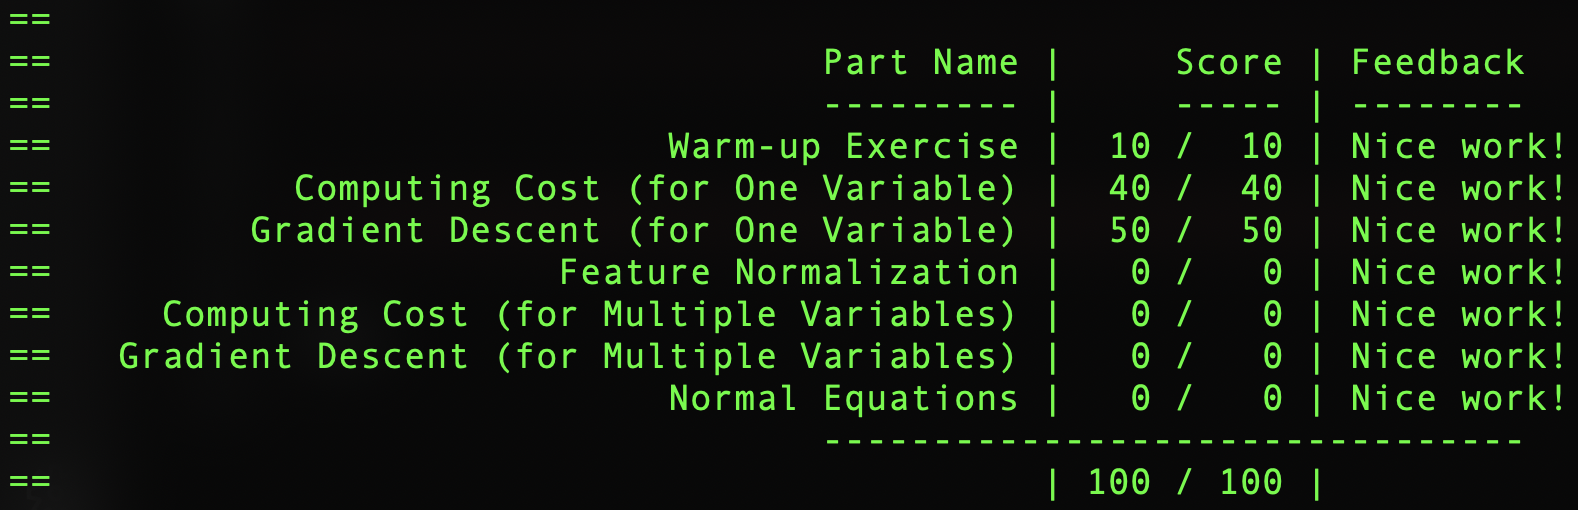 ==
== Part Name | Score | Feedback
== --------- | ----- | --------
== Warm-up Exercise | 10 / 10 | Nice work!
== Computing Cost (for One Variable) | 40 / 40 | Nice work!
== Gradient Descent (for One Variable) | 50 / 50 | Nice work!
== Feature Normalization | 0 / 0 | Nice work!
== Computing Cost (for Multiple Variables) | 0 / 0 | Nice work!
== Gradient Descent (for Multiple Variables) | 0 / 0 | Nice work!
== Normal Equations | 0 / 0 | Nice work!
== --------------------------------
== | 100 / 100 |